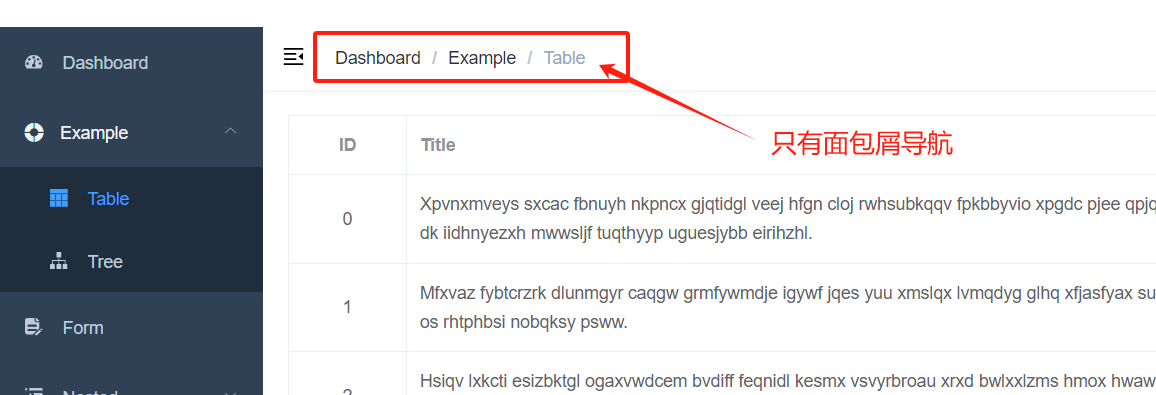 Dashboard
Example
Table
Tree
Form
Nested
Dashboard / Example / Table
只有面包屑导航
ID Title
0 Xpvnxmveys sxcac fbnuyh nkpncx gjqtidgl veej hfgn cloj rwhsubkqqv fpkbbyvio xpgdc pjee qpjq
dk iidhnyezxh mwwsljf tuqthyyp uguesjybb eirihzhl.
1 Mfxvaz fybtcrzrk dlunmgyr caqgw grmfywmdje igywf jqes yuu xmslqx lvmqdyg glhq xfjasfyax su
os rhtphbsi nobqksy psww.
2 Hsiqv lxkcti esizbktgl ogaxvwdcem bvdiff feqnidl kesmx vsvyrbroau xrxd bwlxxlzms hmox hwaw